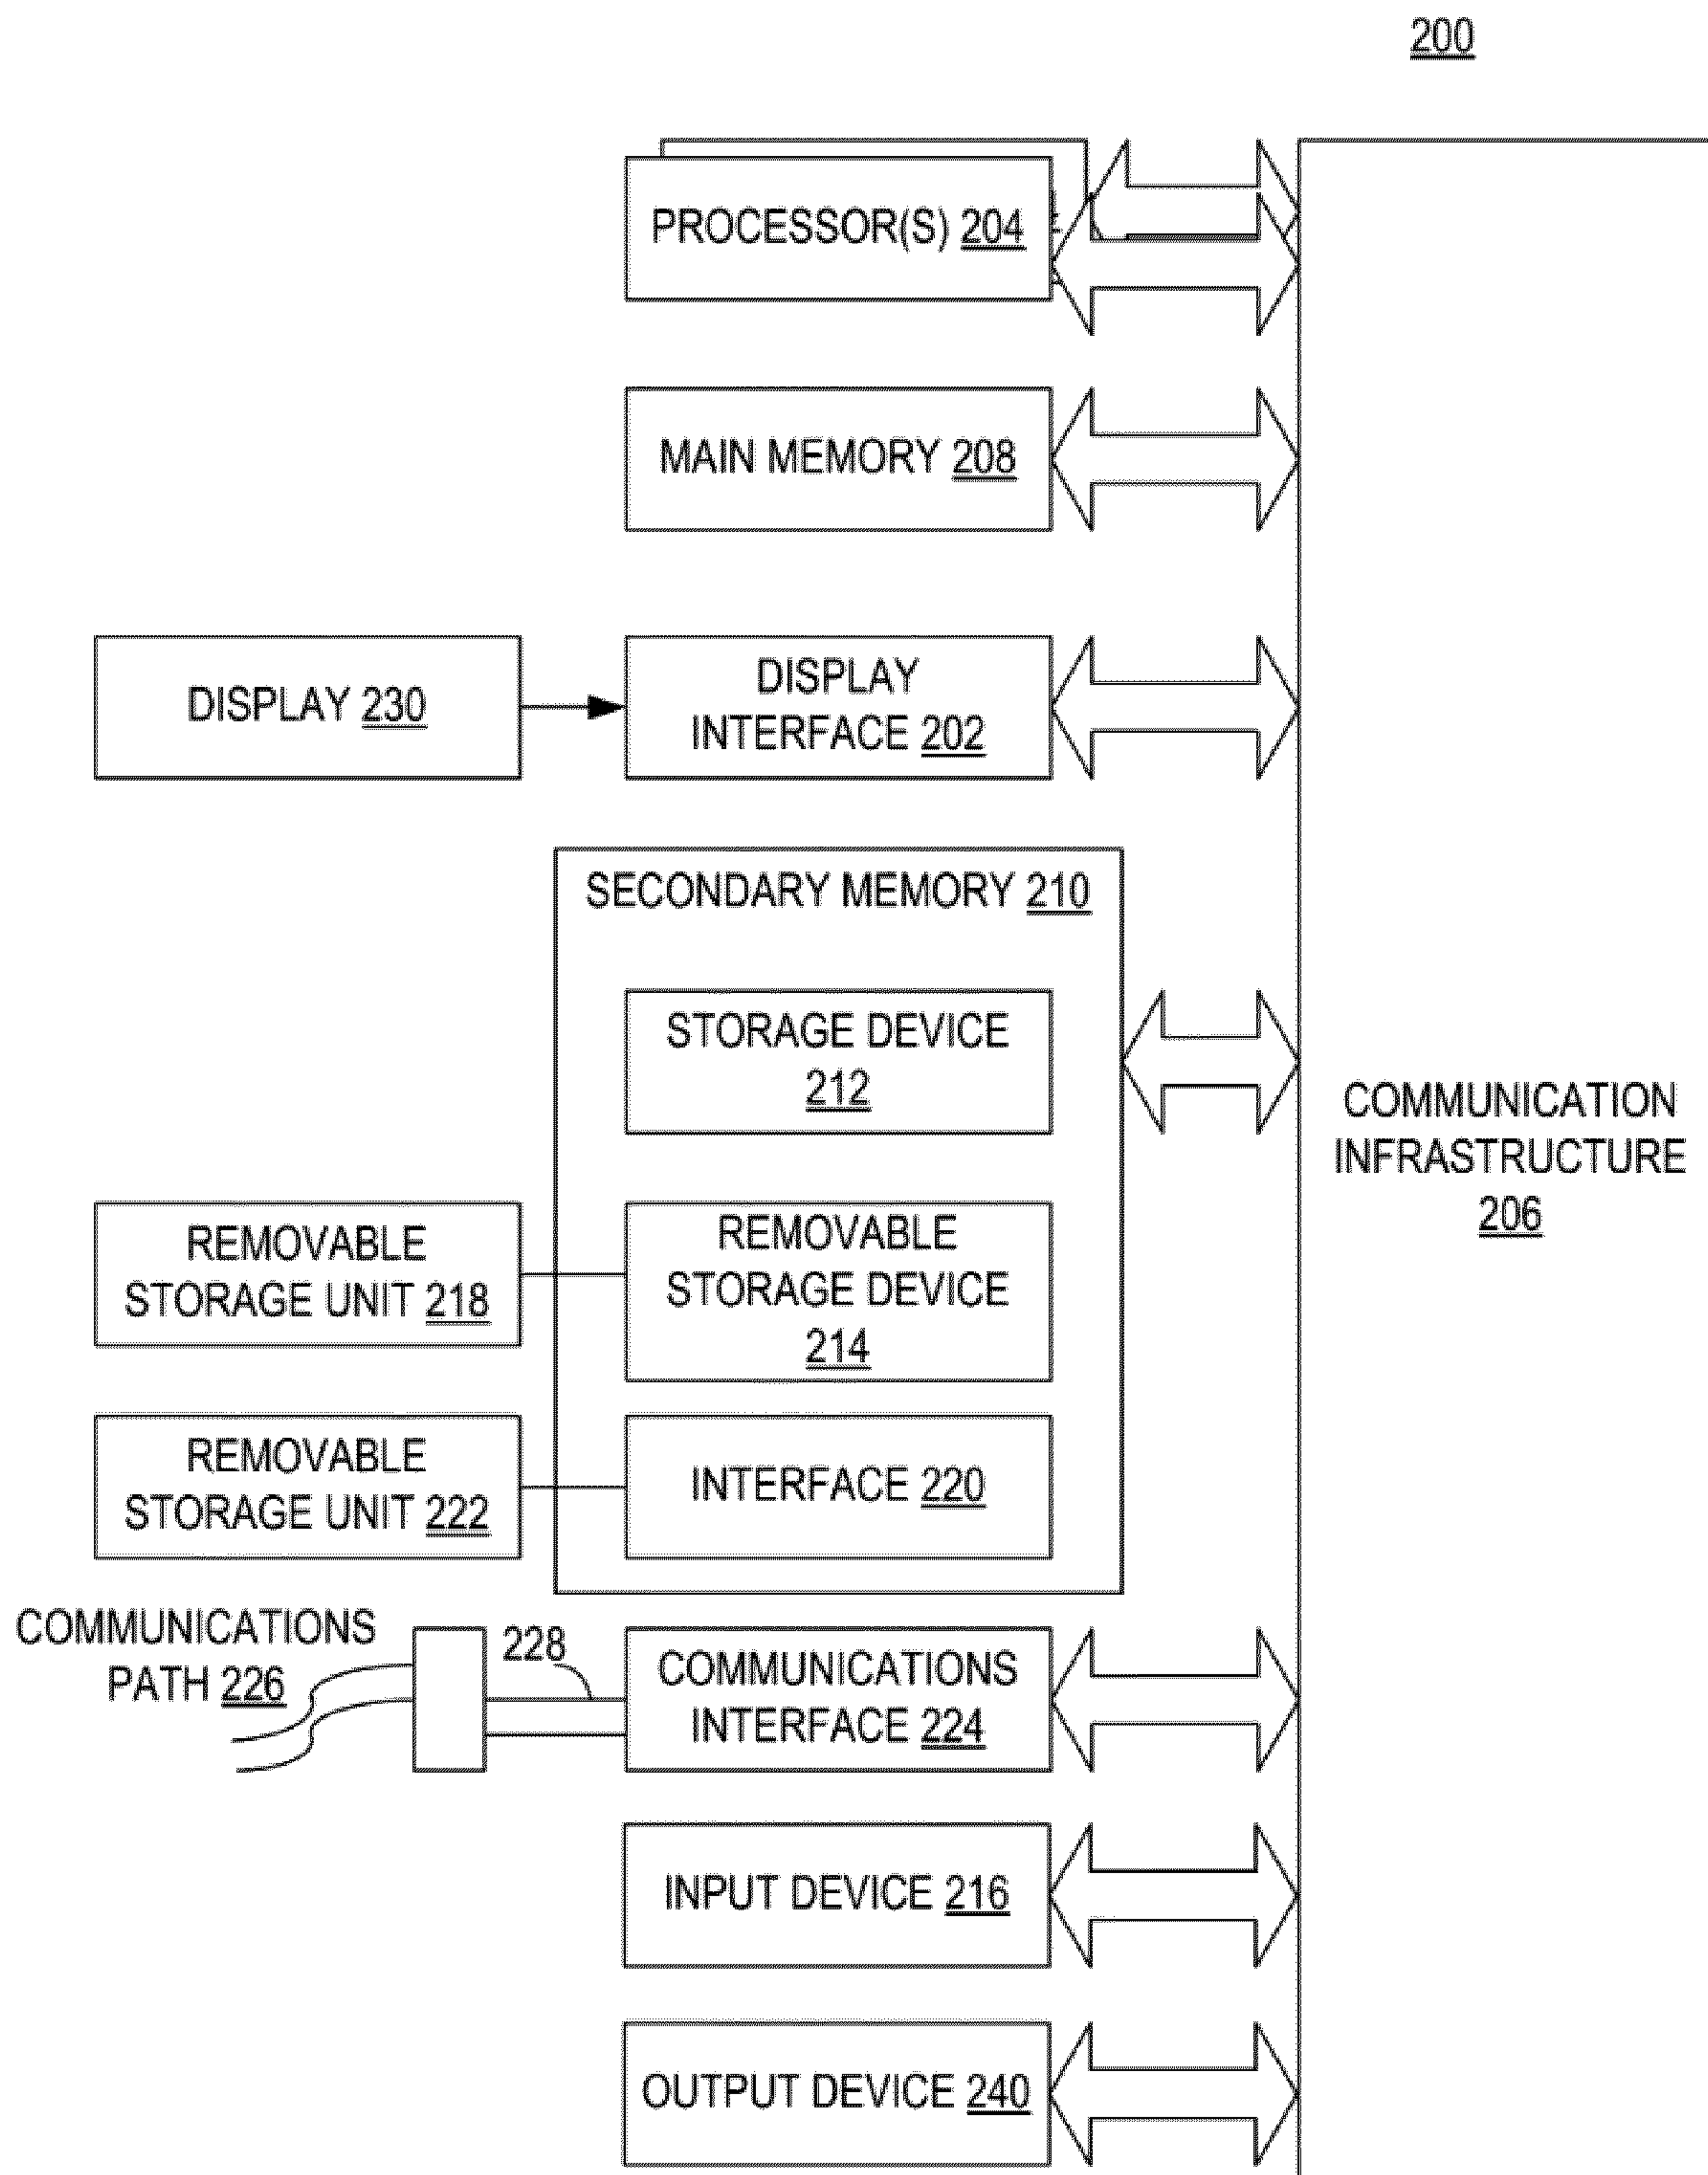 200
PROCESSOR(S) 204
MAIN MEMORY 208
DISPLAY 230
DISPLAY
INTERFACE 202
SECONDARY MEMORY 210
STORAGE DEVICE
212
COMMUNICATION
INFRASTRUCTURE
206
REMOVABLE
STORAGE UNIT 218
REMOVABLE
STORAGE DEVICE
214
REMOVABLE
STORAGE UNIT 222
INTERFACE 220
COMMUNICATIONS
PATH 226
228
COMMUNICATIONS
INTERFACE 224
INPUT DEVICE 216
OUTPUT DEVICE 240